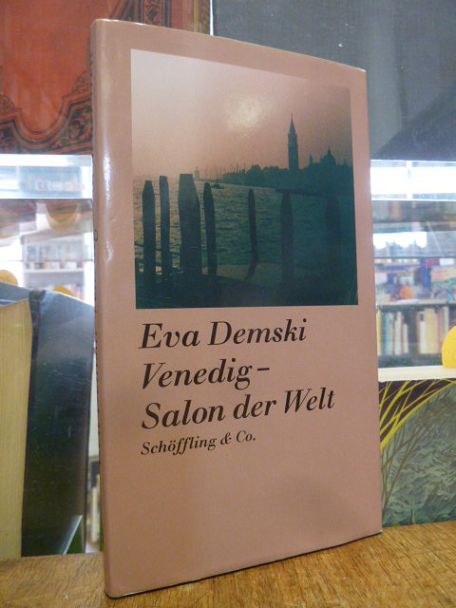 Eva Demski
Venedig –
Salon der Welt
Schöffling & Co.